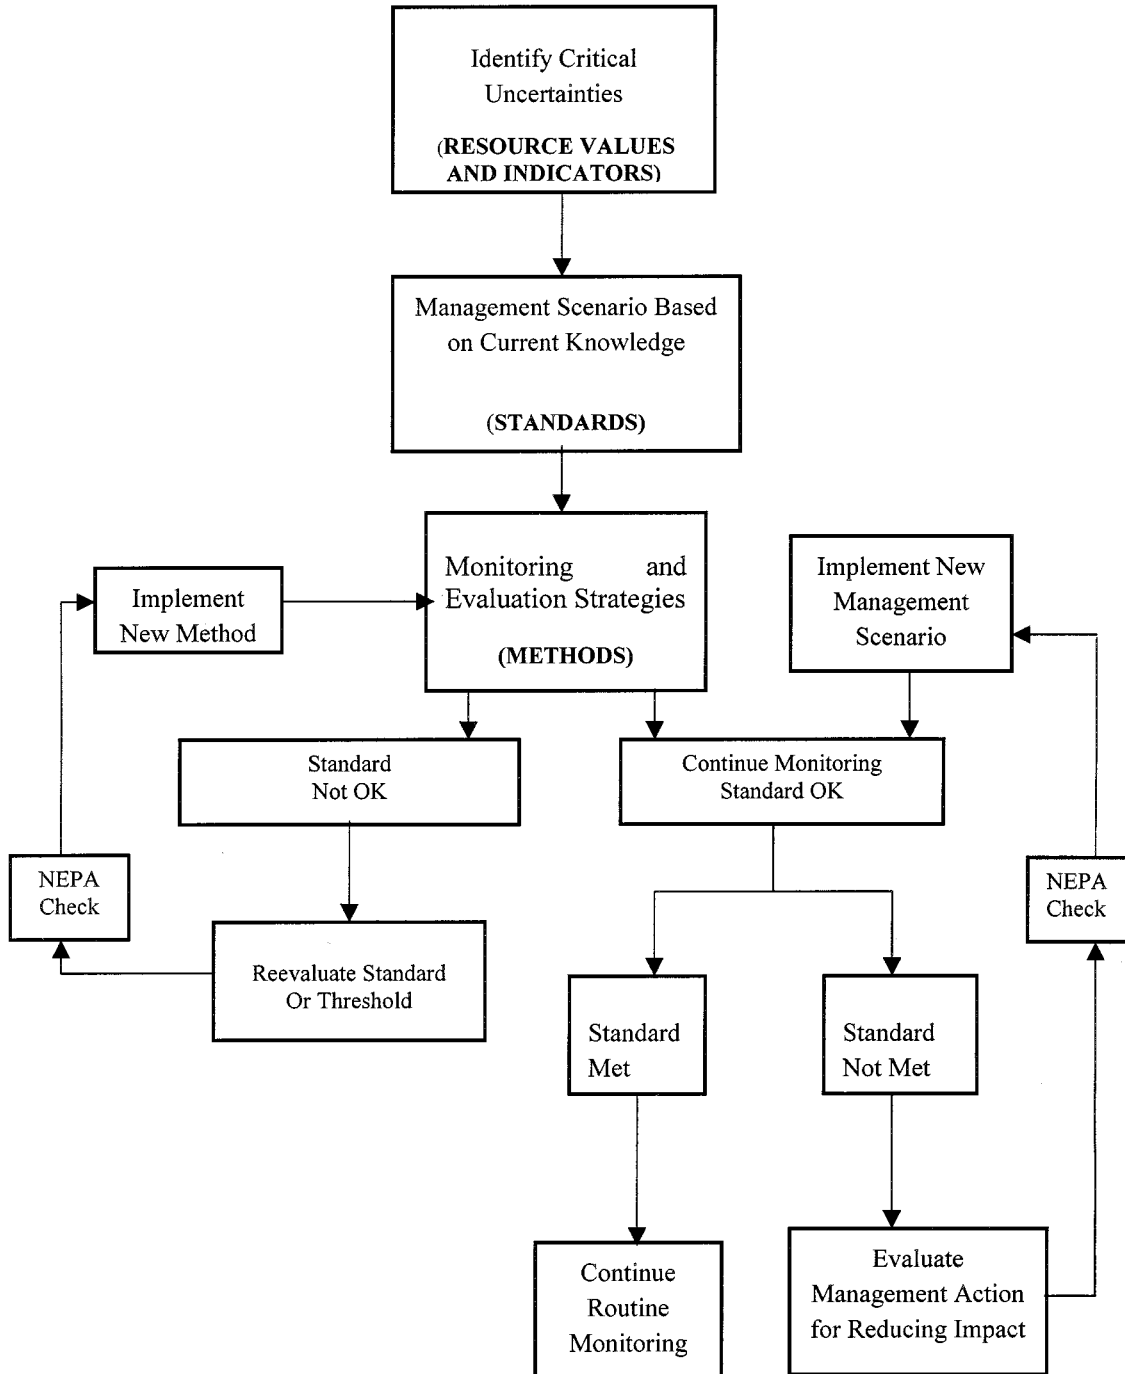 Identify Critical
Uncertainties
(RESOURCE VALUES
AND INDICATORS)
Management Scenario Based
on Current Knowledge
(STANDARDS)
Monitoring and
Evaluation Strategies
(METHODS)
Implement
New Method
Implement New
Management
Scenario
Standard
Not OK
Continue Monitoring
Standard OK
NEPA
Check
NEPA
Check
Reevaluate Standard
Or Threshold
Standard
Met
Standard
Not Met
Continue
Routine
Monitoring
Evaluate
Management Action
for Reducing Impact